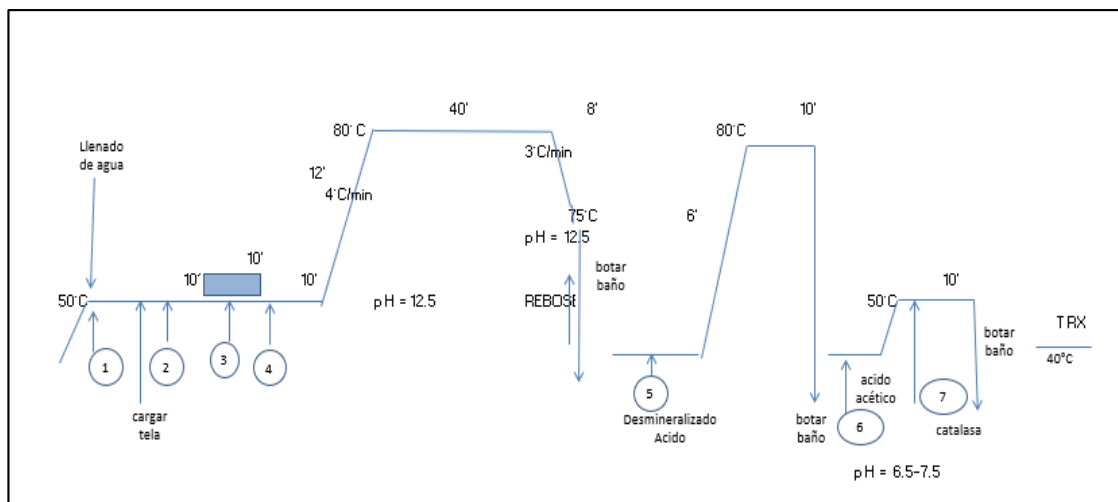 40'
8'
10'
80°C
80°C
Llenado
de agua
3°C/min
12'
4°C/min
75°C
6'
pH = 12.5
10'
10'
10'
botar
baño
50°C
pH = 12.5
REBOSE
50°C
10'
botar
baño
TRX
40°C
1
2
3
4
5
6
7
cargar
tela
Desmineralizado
Acido
botar
baño
acido
acético
catalasa
pH = 6.5-7.5